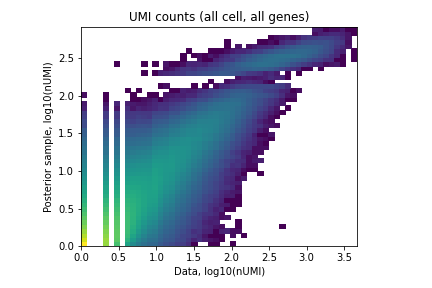 UMI counts (all cell, all genes)
Posterior sample, log10(nUMI)
2.5
2.0
1.5
1.0
0.5
0.0
0.0 0.5 1.0 1.5 2.0 2.5 3.0 3.5
Data, log10(nUMI)